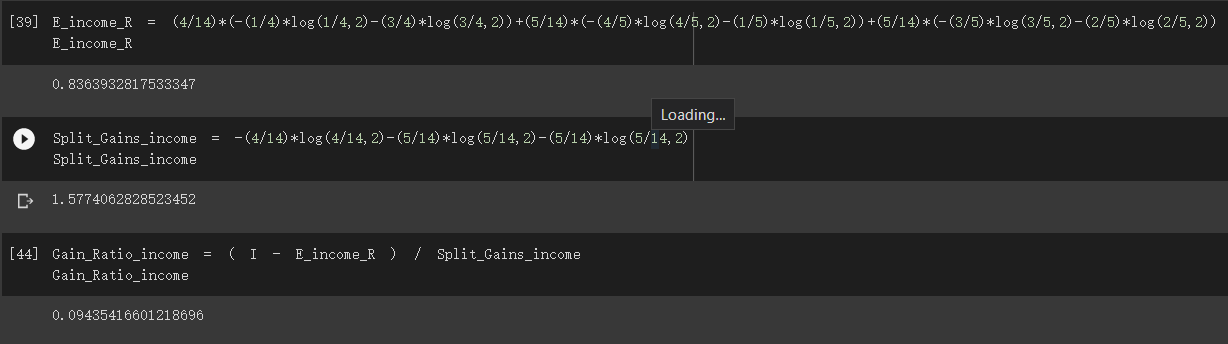 [39] E_income_R = (4/14)*(-(1/4)*log(1/4,2)-(3/4)*log(3/4,2))+(5/14)*(-(4/5)*log(4/5,2)-(1/5)*log(1/5,2))+(5/14)*(-(3/5)*log(3/5,2)-(2/5)*log(2/5,2))
E_income_R
0.8363932817533347
Loading...
Split_Gains_income = -(4/14)*log(4/14,2)-(5/14)*log(5/14,2)-(5/14)*log(5/14,2)
Split_Gains_income
1.5774062828523452
[44] Gain_Ratio_income = ( I - E_income_R ) / Split_Gains_income
Gain_Ratio_income
0.09435416601218696